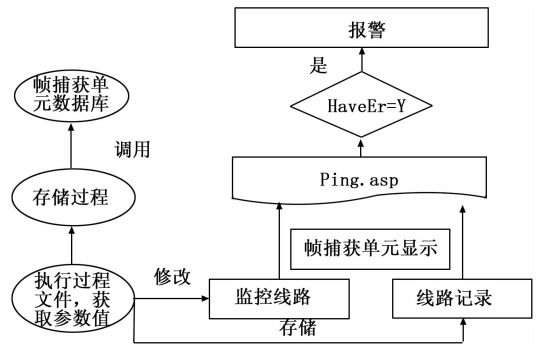 报警
是
HaveEr=Y
帧捕获单
元数据库
调用
Ping.asp
存储过程
帧捕获单元显示
执行过程
文件，获
取参数值
修改
监控线路
线路记录
存储